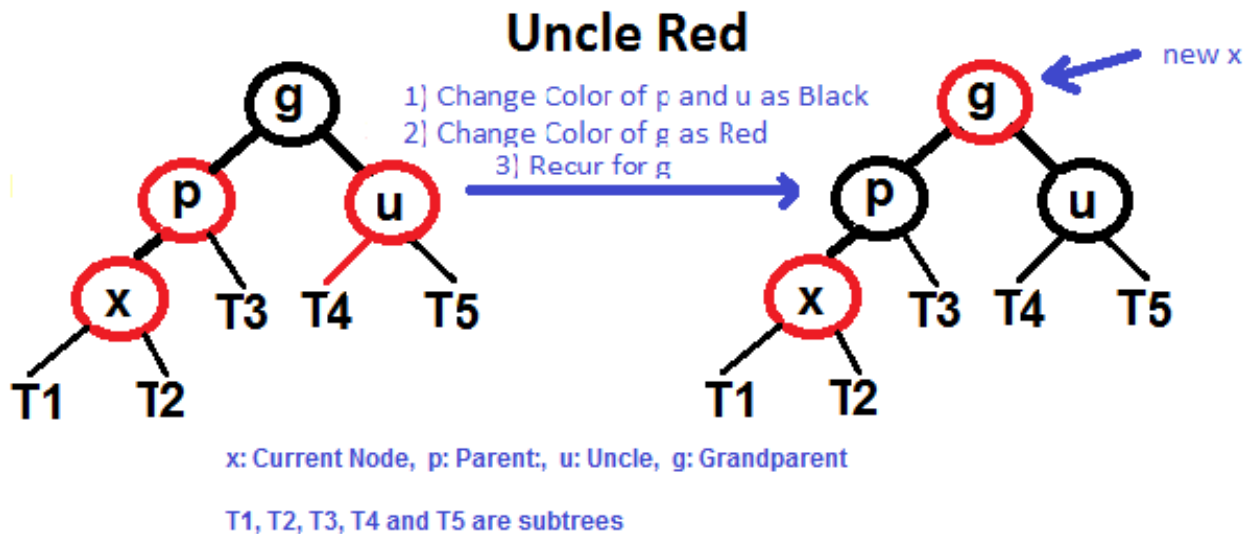 Uncle Red
new x
g
1) Change Color of p and u as Black
2) Change Color of g as Red
3) Recur for g
g
p
u
p
u
x
T3
T4
T5
x
T3
T4
T5
T1
T2
T1
T2
x: Current Node, p: Parent:, u: Uncle, g: Grandparent
T1, T2, T3, T4 and T5 are subtrees